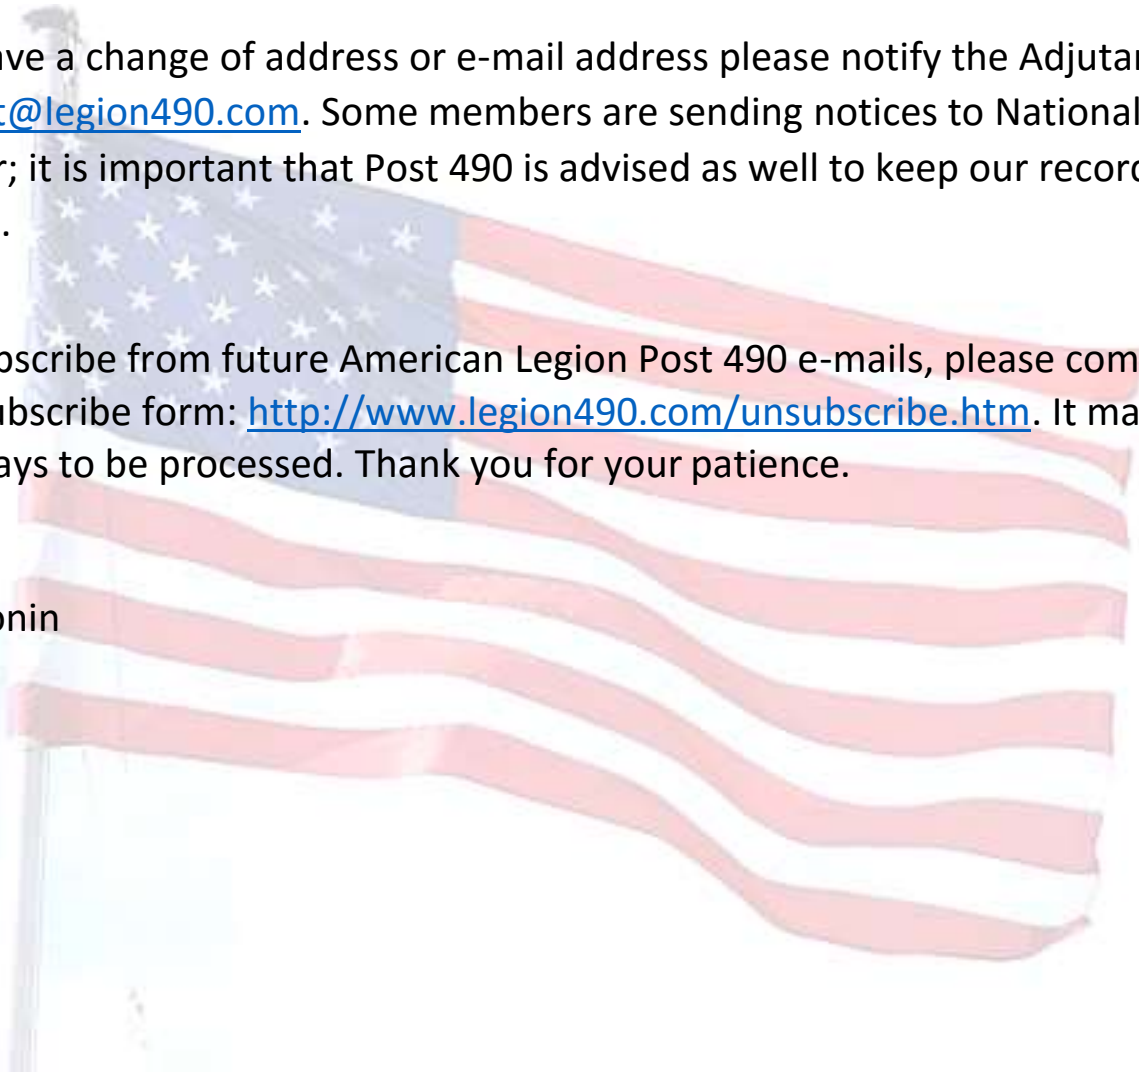 ave a change of address or e-mail address please notify the Adjutan
t@legion490.com. Some members are sending notices to National
r; it is important that Post 490 is advised as well to keep our record
.
bscribe from future American Legion Post 490 e-mails, please com
ubscribe form: http://www.legion490.com/unsubscribe.htm. It ma
ays to be processed. Thank you for your patience.
onin